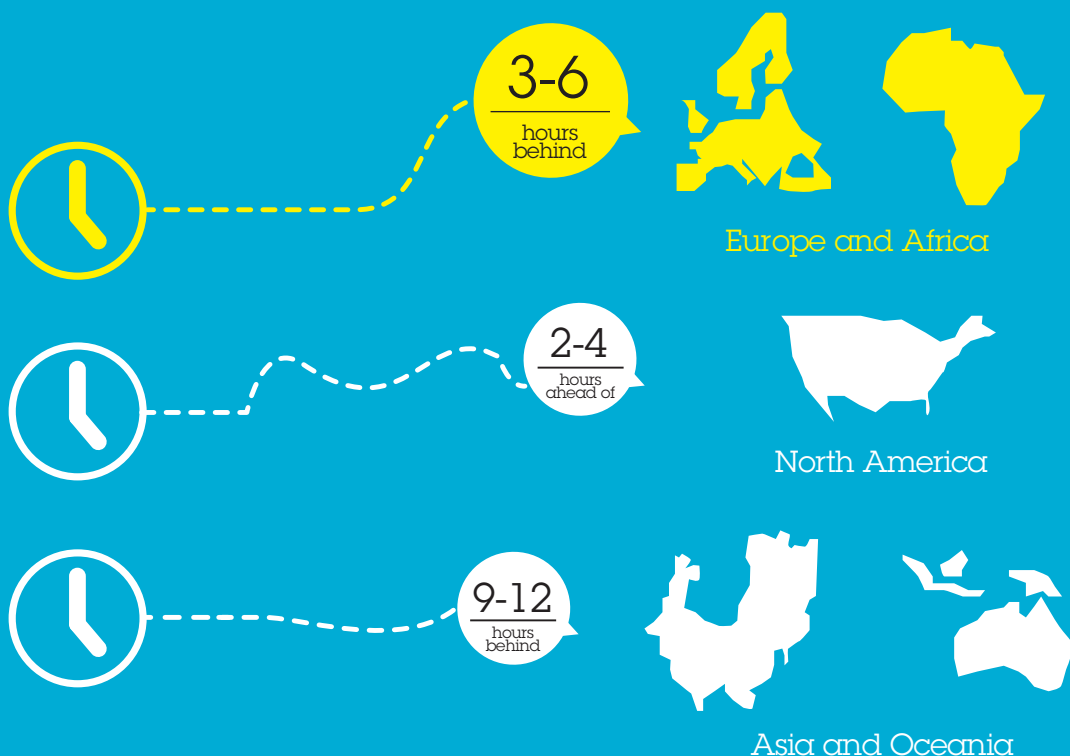 3-6
hours
behind
Europe and Africa
2-4
hours
ahead of
North America
9-12
hours
behind
Asia and Oceania